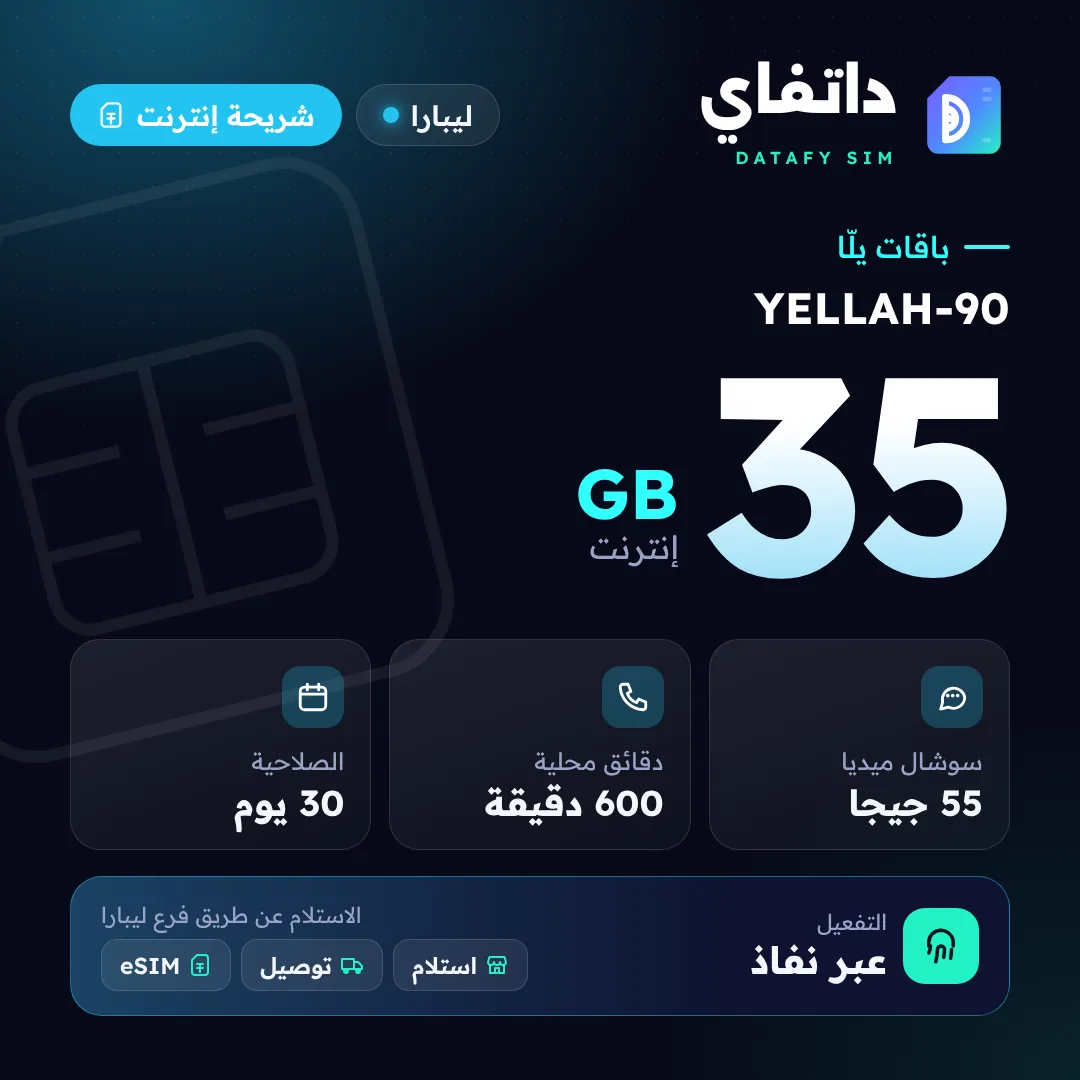 داتفاي
DATAFY SIM
ليبارا
شريحة إنترنت
باقات يلّا
YELLAH-90
35
GB
إنترنت
سوشال ميديا
55 جيجا
دقائق محلية
600 دقيقة
الصلاحية
30 يوم
التفعيل
عبر نفاذ
الاستلام عن طريق فرع ليبارا
استلام
توصيل
eSIM